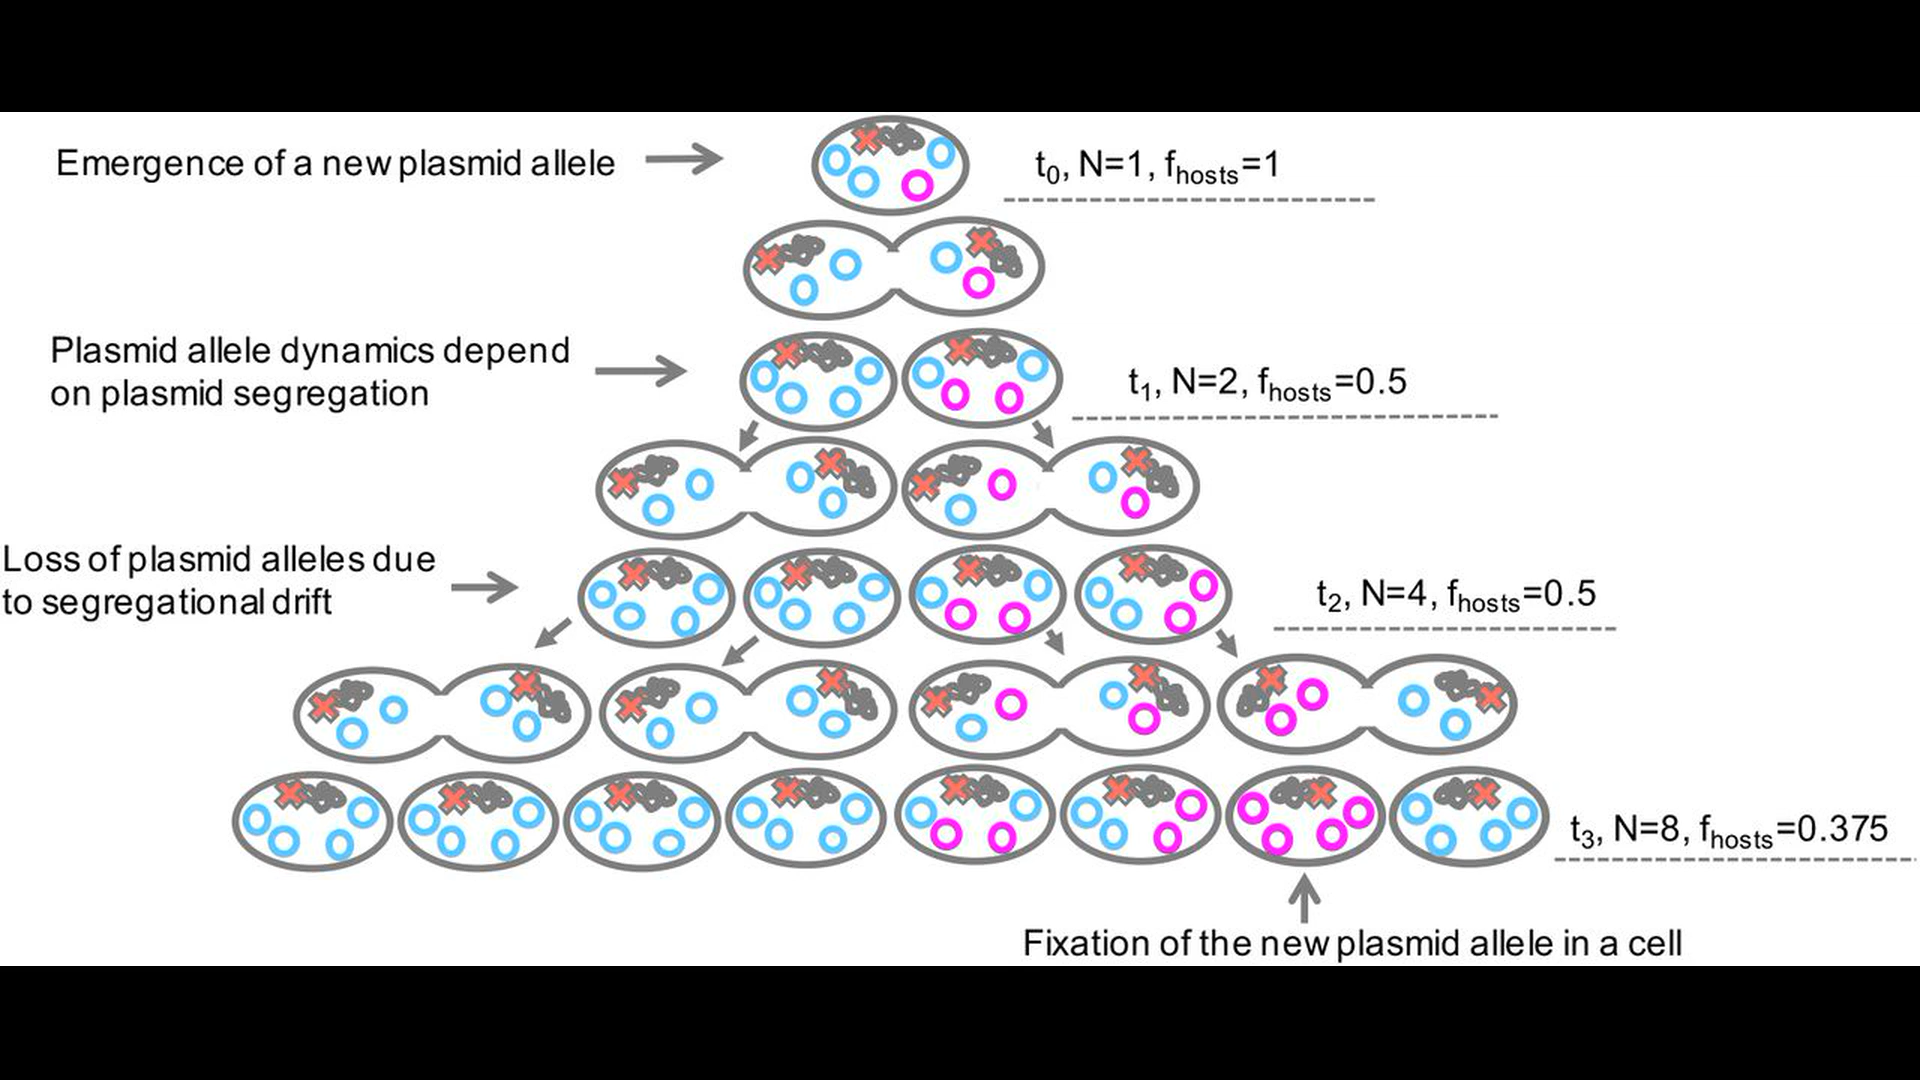 Emergence of a new plasmid allele
t₀, N=1, fhosts=1
Plasmid allele dynamics depend
on plasmid segregation
t₁, N=2, fhosts=0.5
Loss of plasmid alleles due
to segregational drift
t₂, N=4, fhosts=0.5
t₃, N=8, fhosts=0.375
Fixation of the new plasmid allele in a cell